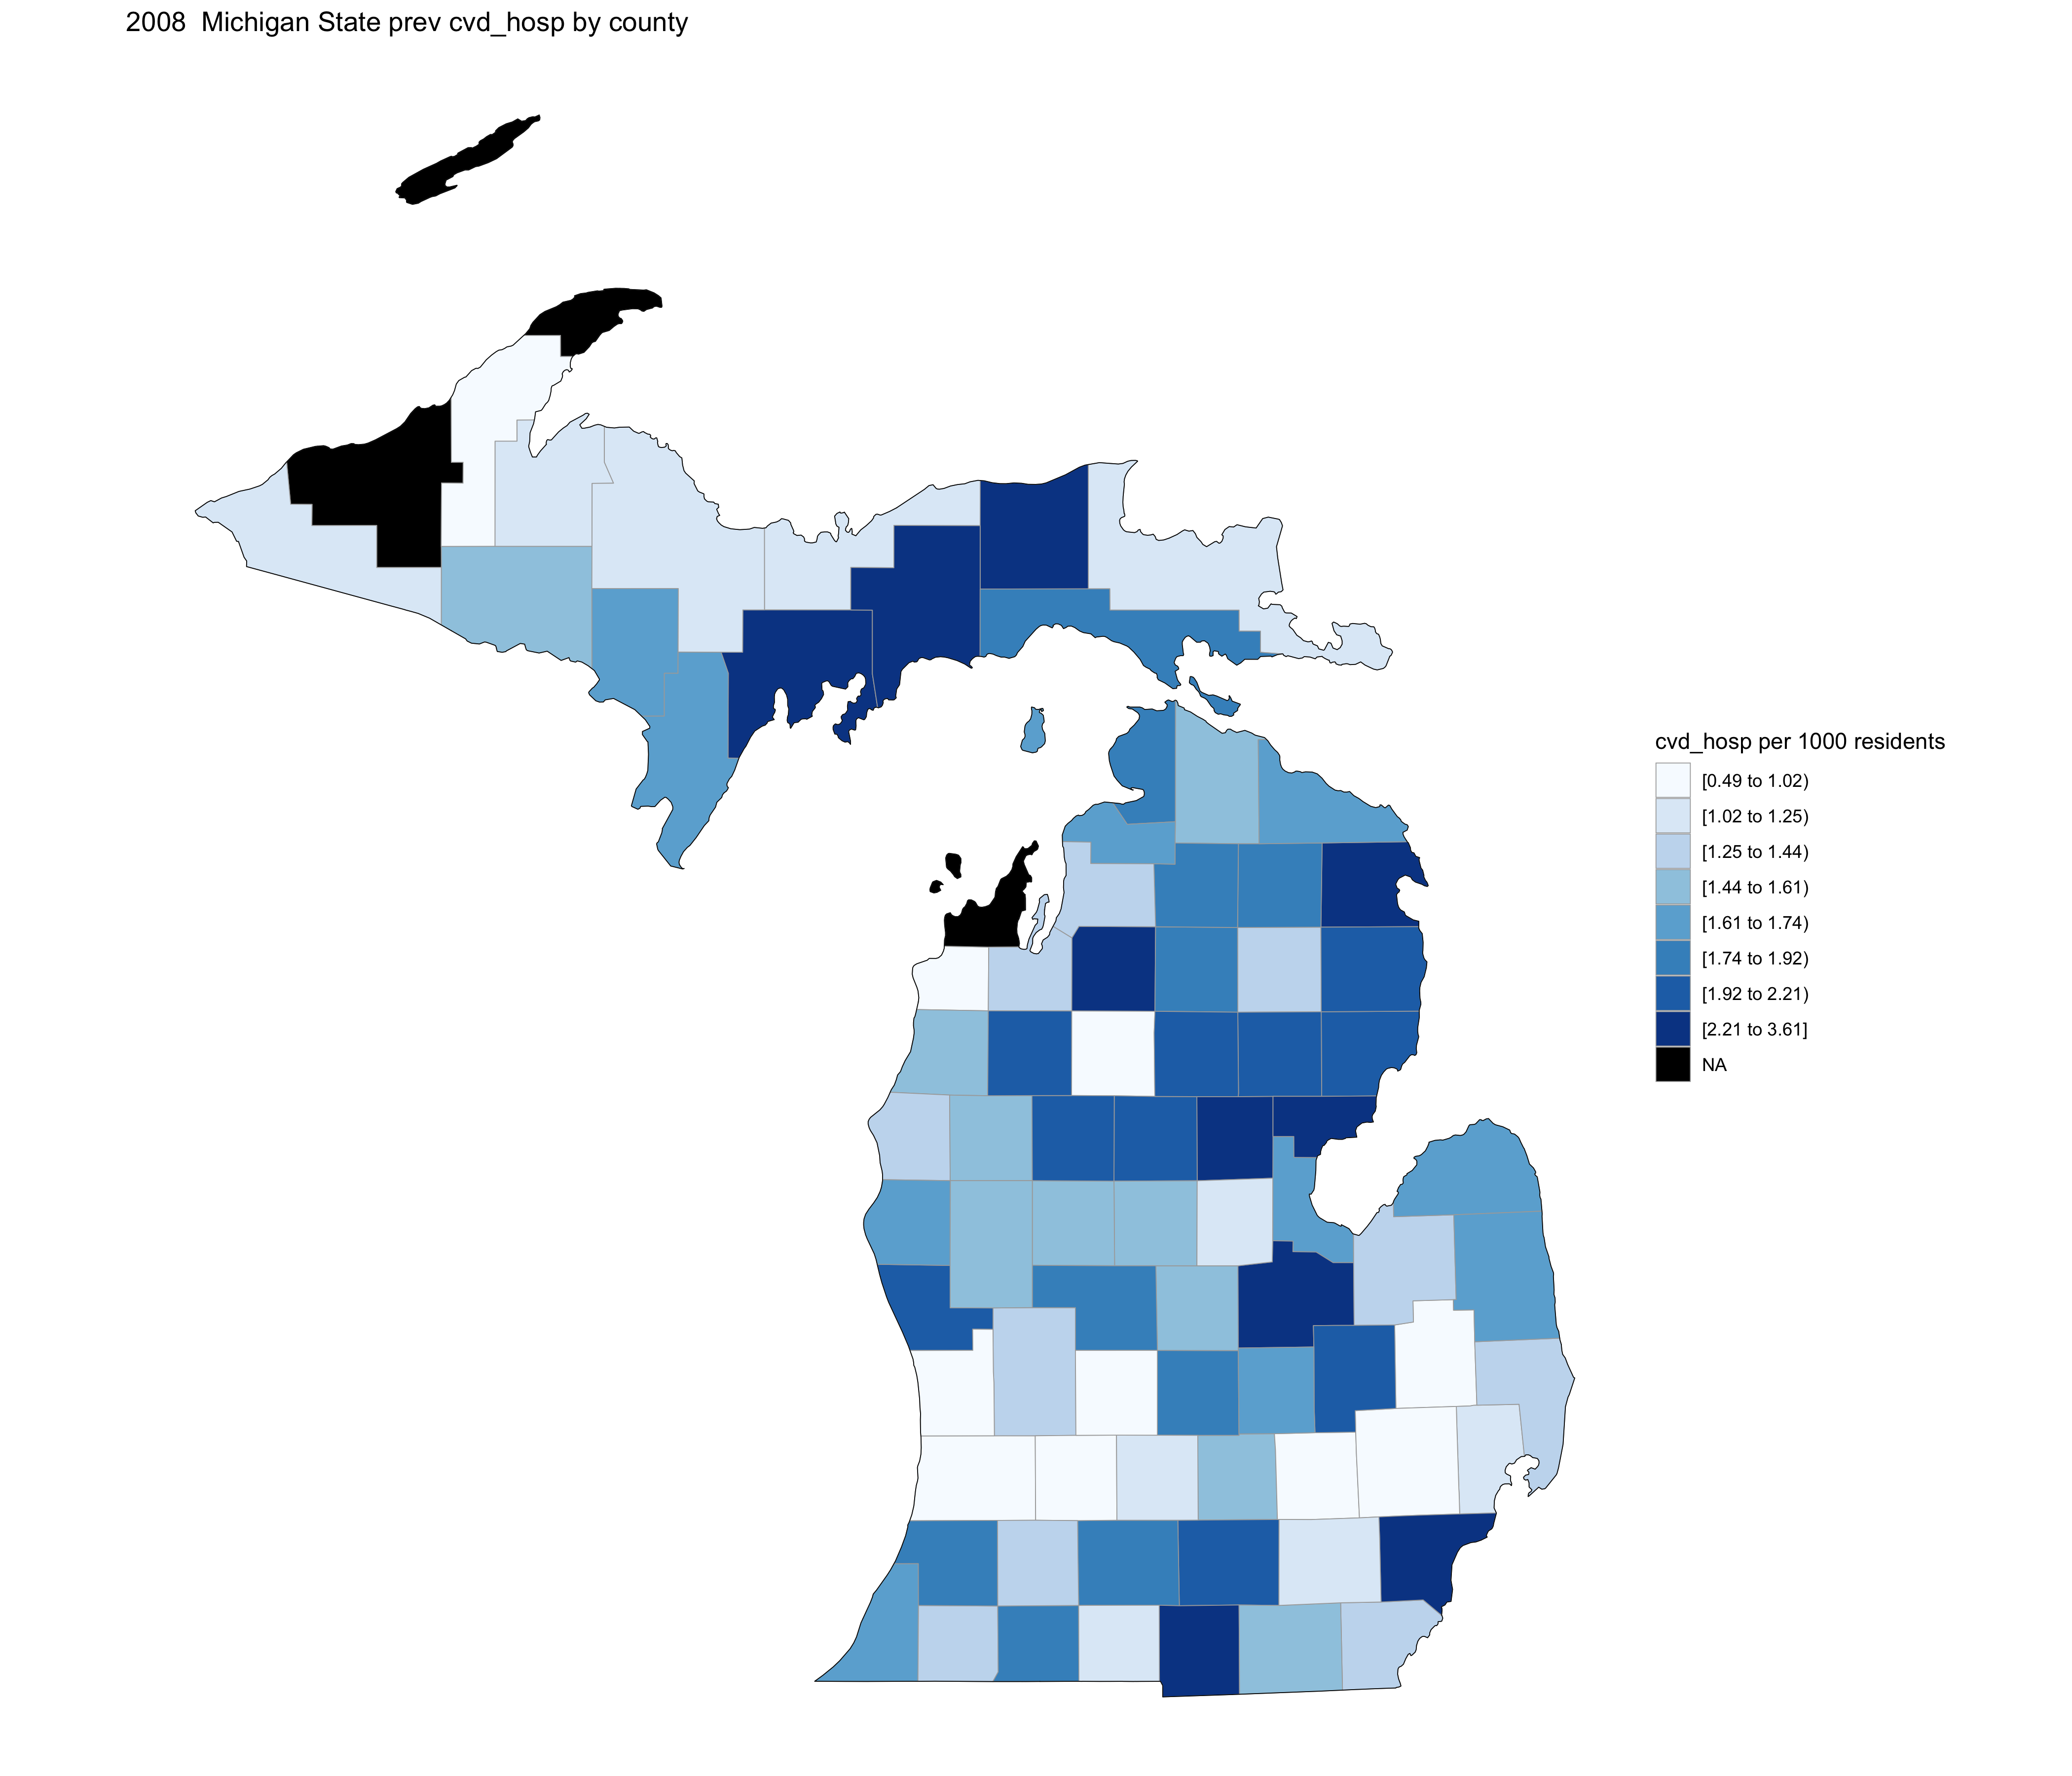 2008  Michigan State prev cvd_hosp by county
cvd_hosp per 1000 residents
[0.49 to 1.02)
[1.02 to 1.25)
[1.25 to 1.44)
[1.44 to 1.61)
[1.61 to 1.74)
[1.74 to 1.92)
[1.92 to 2.21)
[2.21 to 3.61]
NA